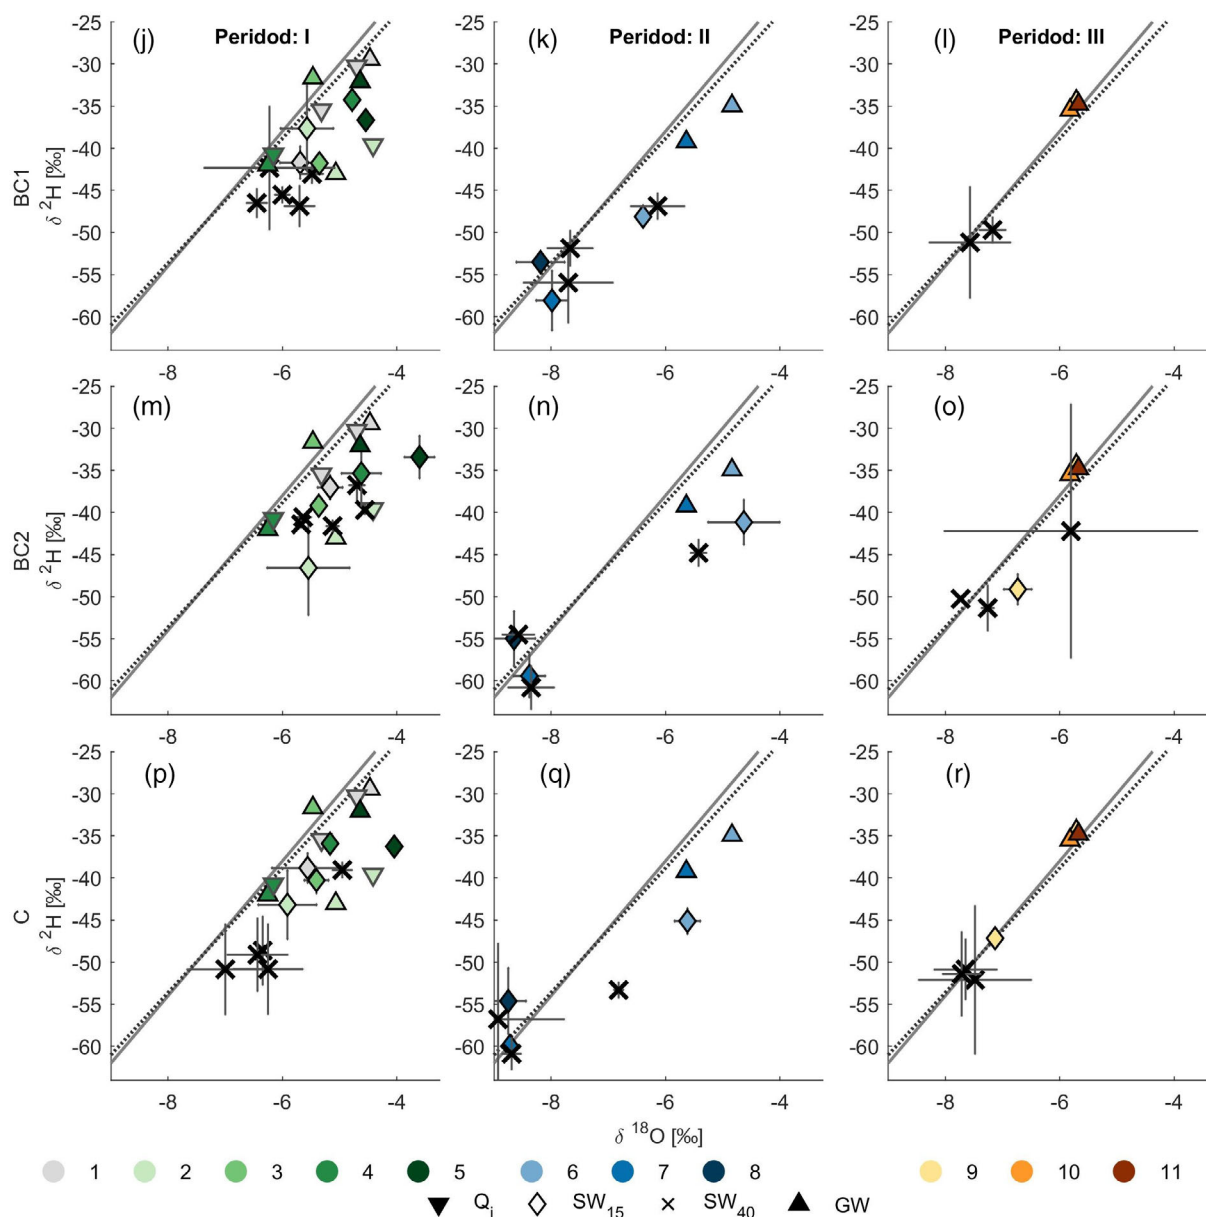 (j) Peridod: I
(k) Peridod: II
(l) Peridod: III
BC1
δ ²H [‰]
-25
-30
-35
-40
-45
-50
-55
-60
-25
-30
-35
-40
-45
-50
-55
-60
-25
-30
-35
-40
-45
-50
-55
-60
-8 -6 -4
-8 -6 -4
-8 -6 -4
(m)
(n)
(o)
BC2
δ ²H [‰]
-25
-30
-35
-40
-45
-50
-55
-60
-25
-30
-35
-40
-45
-50
-55
-60
-25
-30
-35
-40
-45
-50
-55
-60
-8 -6 -4
-8 -6 -4
-8 -6 -4
(p)
(q)
(r)
C
δ ²H [‰]
-25
-30
-35
-40
-45
-50
-55
-60
-25
-30
-35
-40
-45
-50
-55
-60
-25
-30
-35
-40
-45
-50
-55
-60
-8 -6 -4
-8 -6 -4
-8 -6 -4
δ ¹⁸O [‰]
1 2 3 4 5 6 7 8 9 10 11
Q_i SW₁₅ SW₄₀ GW